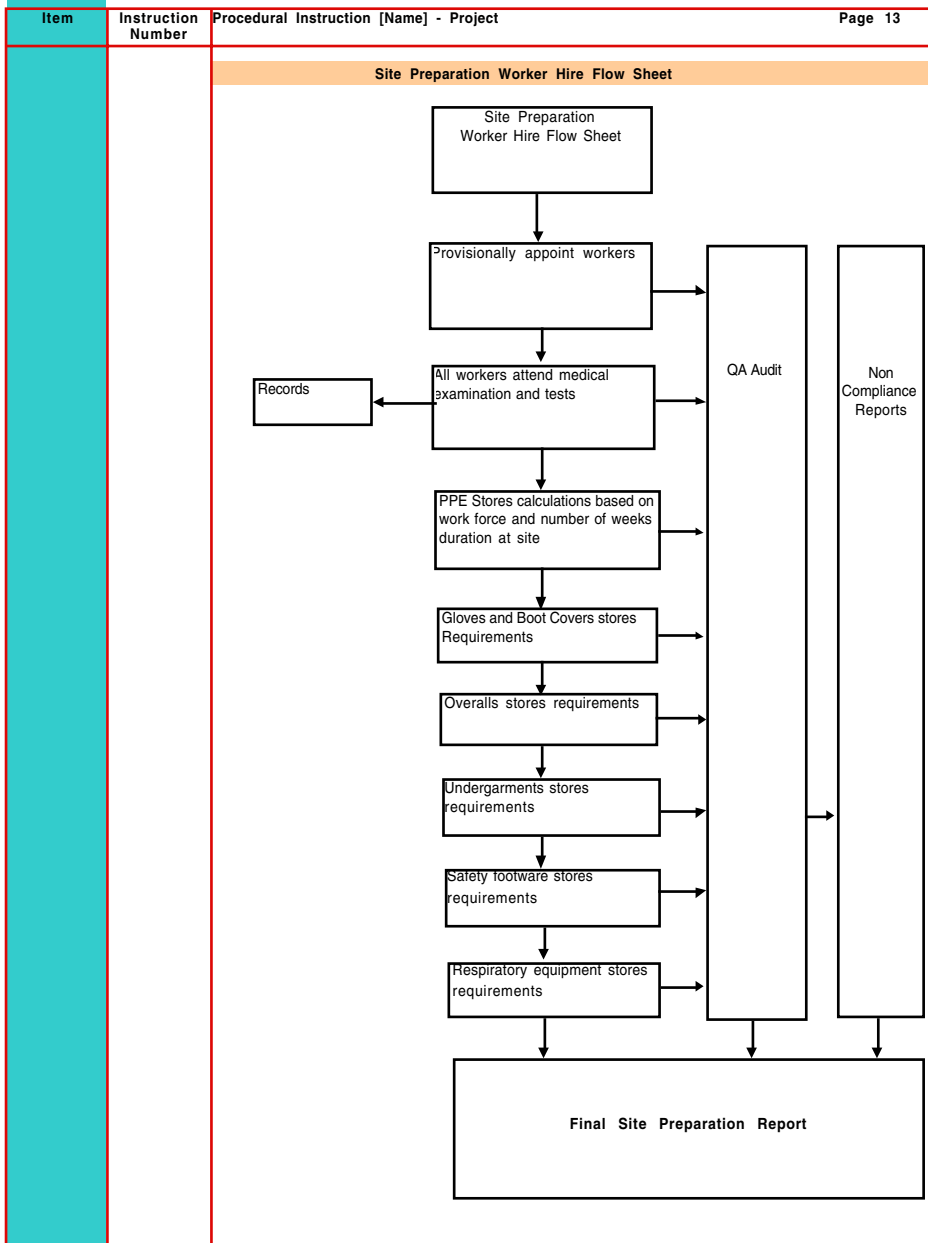 Item
Instruction
Number
Procedural Instruction [Name] - Project
Page 13
Site Preparation Worker Hire Flow Sheet
Site Preparation
Worker Hire Flow Sheet
Provisionally appoint workers
All workers attend medical
examination and tests
Records
QA Audit
Non
Compliance
Reports
PPE Stores calculations based on
work force and number of weeks
duration at site
Gloves and Boot Covers stores
Requirements
Overalls stores requirements
Undergarments stores
requirements
Safety footware stores
requirements
Respiratory equipment stores
requirements
Final Site Preparation Report